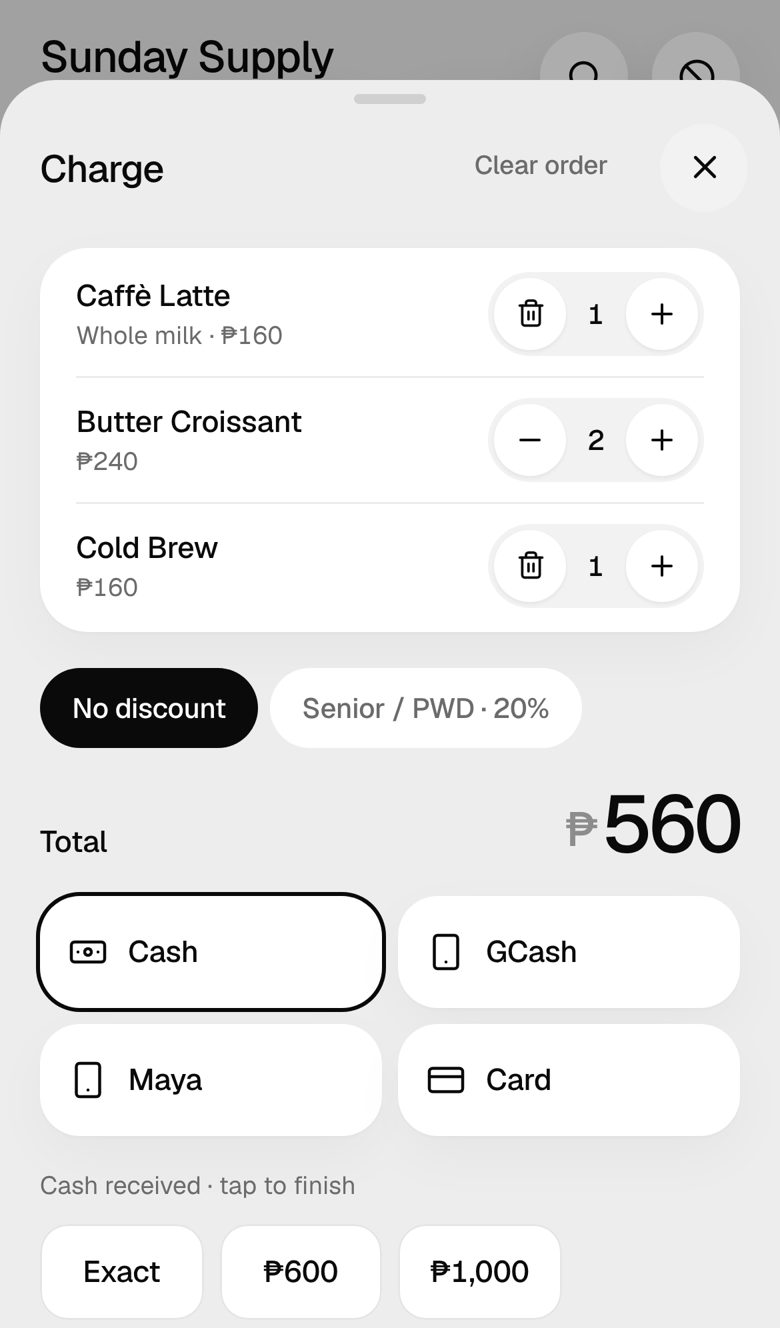 Sunday Supply
Charge
Clear order
Caffè Latte
Whole milk · ₱160
1
Butter Croissant
₱240
2
Cold Brew
₱160
1
No discount
Senior / PWD · 20%
Total
₱560
Cash
GCash
Maya
Card
Cash received · tap to finish
Exact
₱600
₱1,000